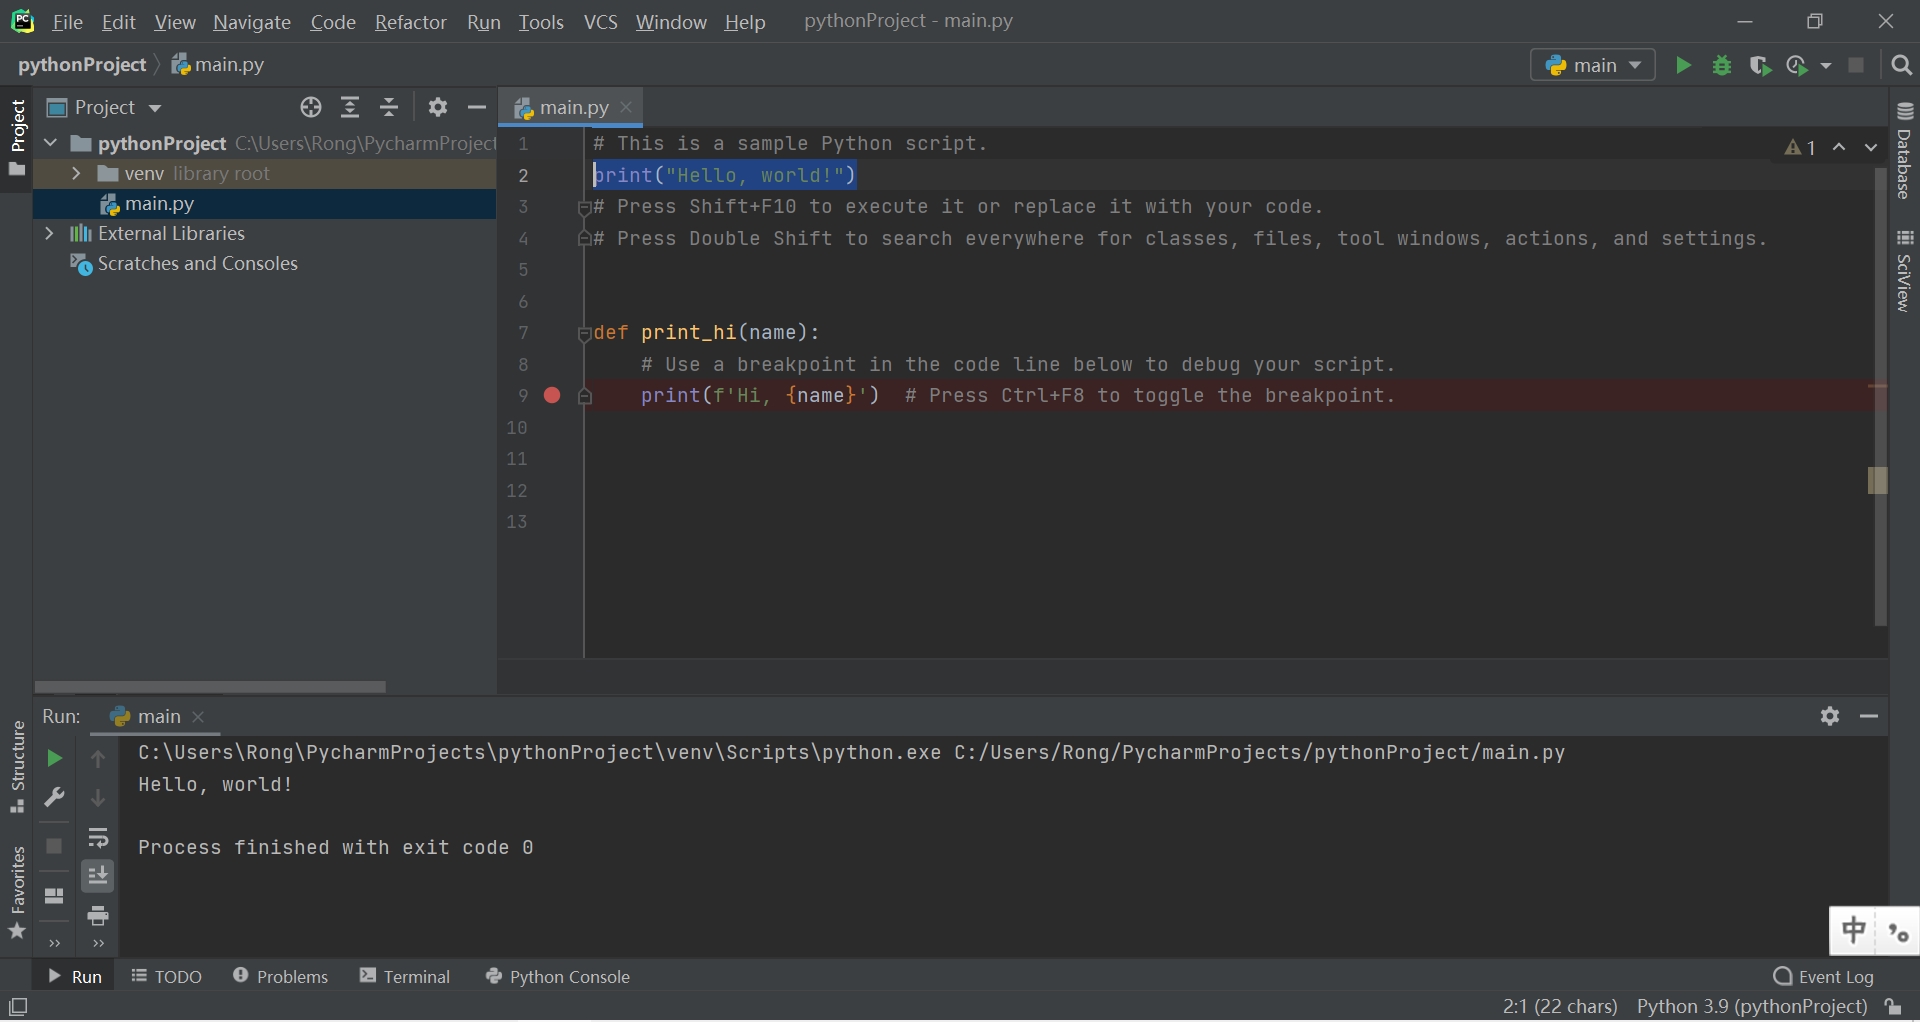 PC File Edit View Navigate Code Refactor Run Tools VCS Window Help pythonProject - main.py
pythonProject main.py main
Project
Project
main.py
pythonProject C:\Users\Rong\PycharmProject
venv library root
main.py
External Libraries
Scratches and Consoles
1 # This is a sample Python script.
2 print("Hello, world!")
3 # Press Shift+F10 to execute it or replace it with your code.
4 # Press Double Shift to search everywhere for classes, files, tool windows, actions, and settings.
5
6
7 def print_hi(name):
8 # Use a breakpoint in the code line below to debug your script.
9 print(f'Hi, {name}') # Press Ctrl+F8 to toggle the breakpoint.
10
11
12
13
1
Database
SciView
Structure
Favorites
Run: main
C:\Users\Rong\PycharmProjects\pythonProject\venv\Scripts\python.exe C:/Users/Rong/PycharmProjects/pythonProject/main.py
Hello, world!
Process finished with exit code 0
中 °,
Run TODO Problems Terminal Python Console Event Log
2:1 (22 chars) Python 3.9 (pythonProject)